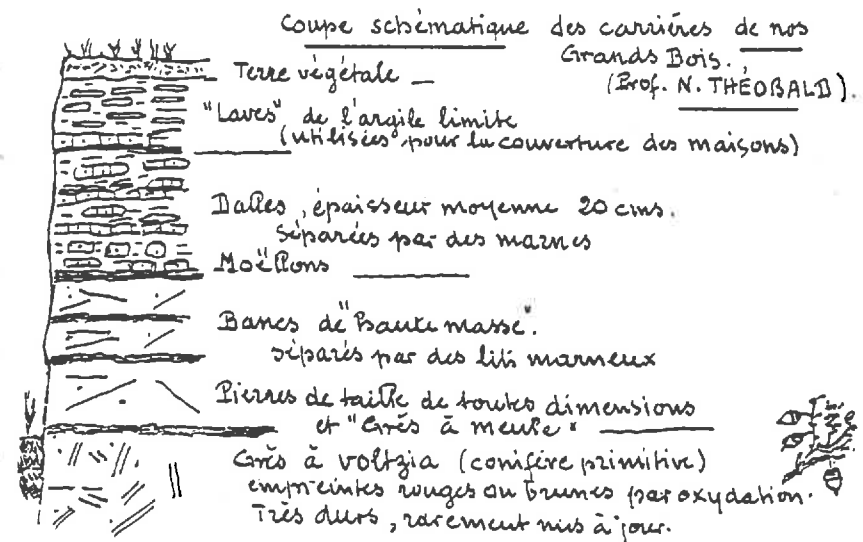 Coupe schématique des carrières de nos
Grands Bois.
(Prof. N. THÉOBALD).
Terre végétale —
"Laves", de l'argile limite
(utilisées pour la couverture des maisons)
Dalles, épaisseur moyenne 20 cms.
séparées par des marnes
Moëllons
Bancs de "haute masse.
séparés par des lits marneux
Pierres de taille de toutes dimensions
et "Grès à meule"
Grès à voltzia (conifère primitive)
empreintes rouges ou brunes par oxydation.
Très durs, rarement mis à jour.